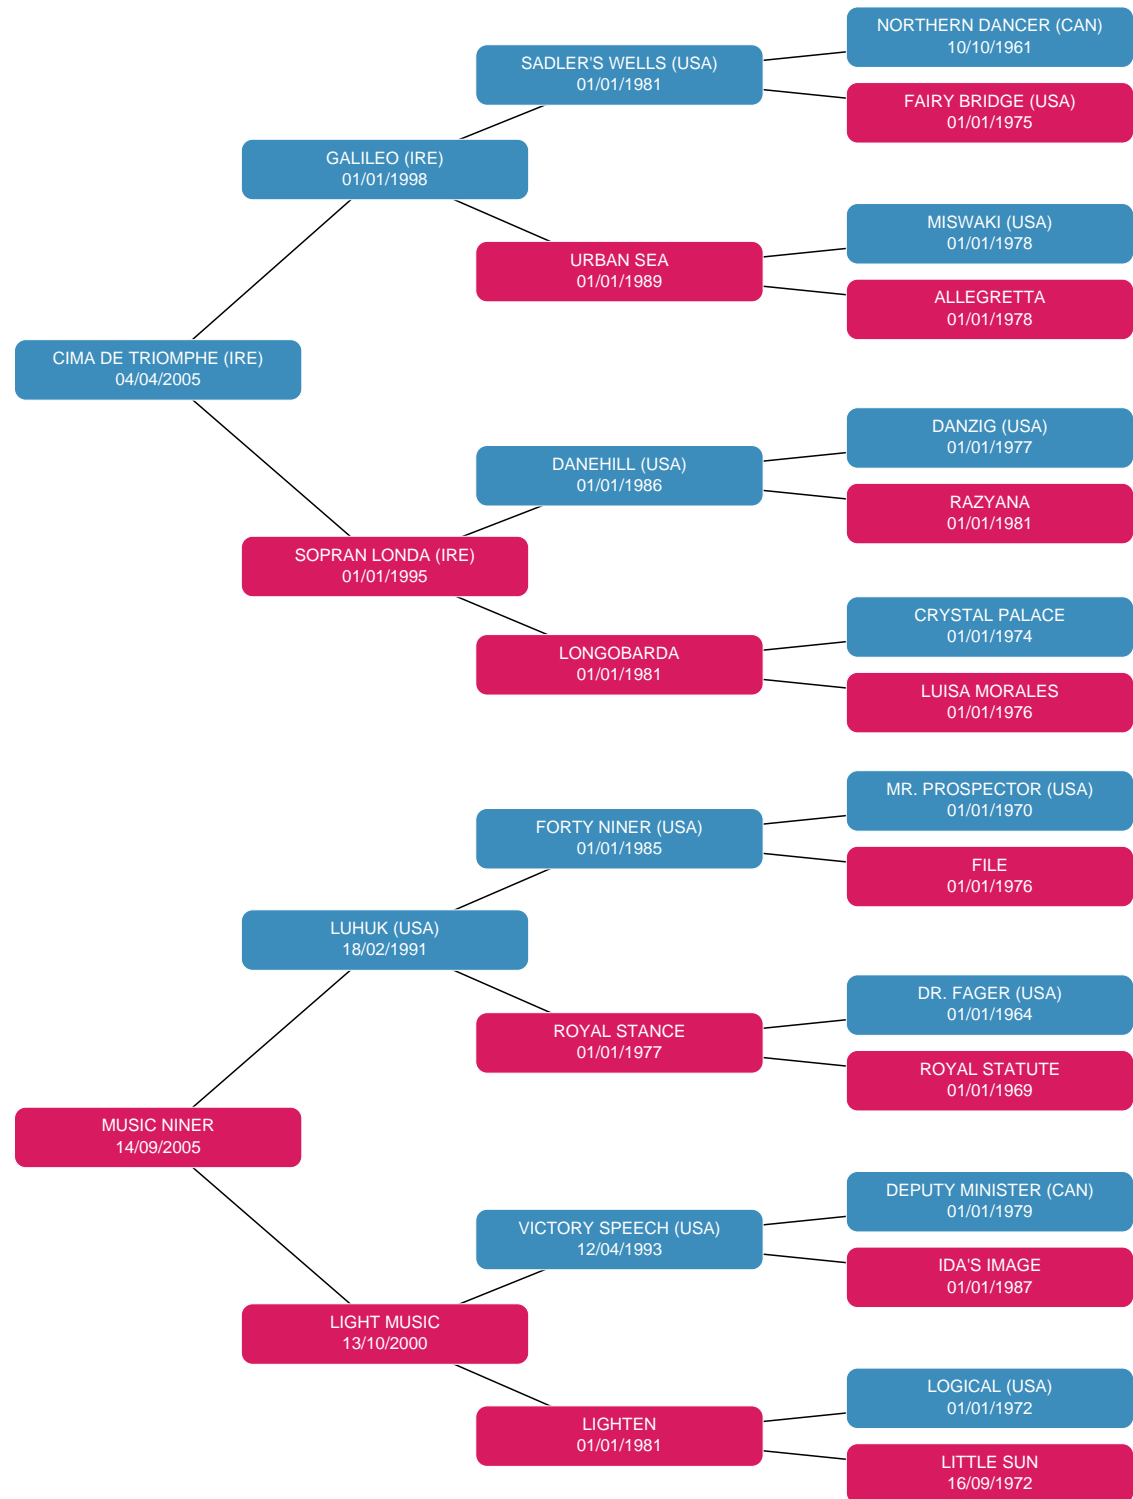 NORTHERN DANCER (CAN)
10/10/1961
SADLER'S WELLS (USA)
01/01/1981
FAIRY BRIDGE (USA)
01/01/1975
GALILEO (IRE)
01/01/1998
MISWAKI (USA)
01/01/1978
URBAN SEA
01/01/1989
ALLEGRETTA
01/01/1978
CIMA DE TRIOMPHE (IRE)
04/04/2005
DANZIG (USA)
01/01/1977
DANEHILL (USA)
01/01/1986
RAZYANA
01/01/1981
SOPRAN LONDA (IRE)
01/01/1995
CRYSTAL PALACE
01/01/1974
LONGOBARDA
01/01/1981
LUISA MORALES
01/01/1976
MR. PROSPECTOR (USA)
01/01/1970
FORTY NINER (USA)
01/01/1985
FILE
01/01/1976
LUHUK (USA)
18/02/1991
DR. FAGER (USA)
01/01/1964
ROYAL STANCE
01/01/1977
ROYAL STATUTE
01/01/1969
MUSIC NINER
14/09/2005
DEPUTY MINISTER (CAN)
01/01/1979
VICTORY SPEECH (USA)
12/04/1993
IDA'S IMAGE
01/01/1987
LIGHT MUSIC
13/10/2000
LOGICAL (USA)
01/01/1972
LIGHTEN
01/01/1981
LITTLE SUN
16/09/1972